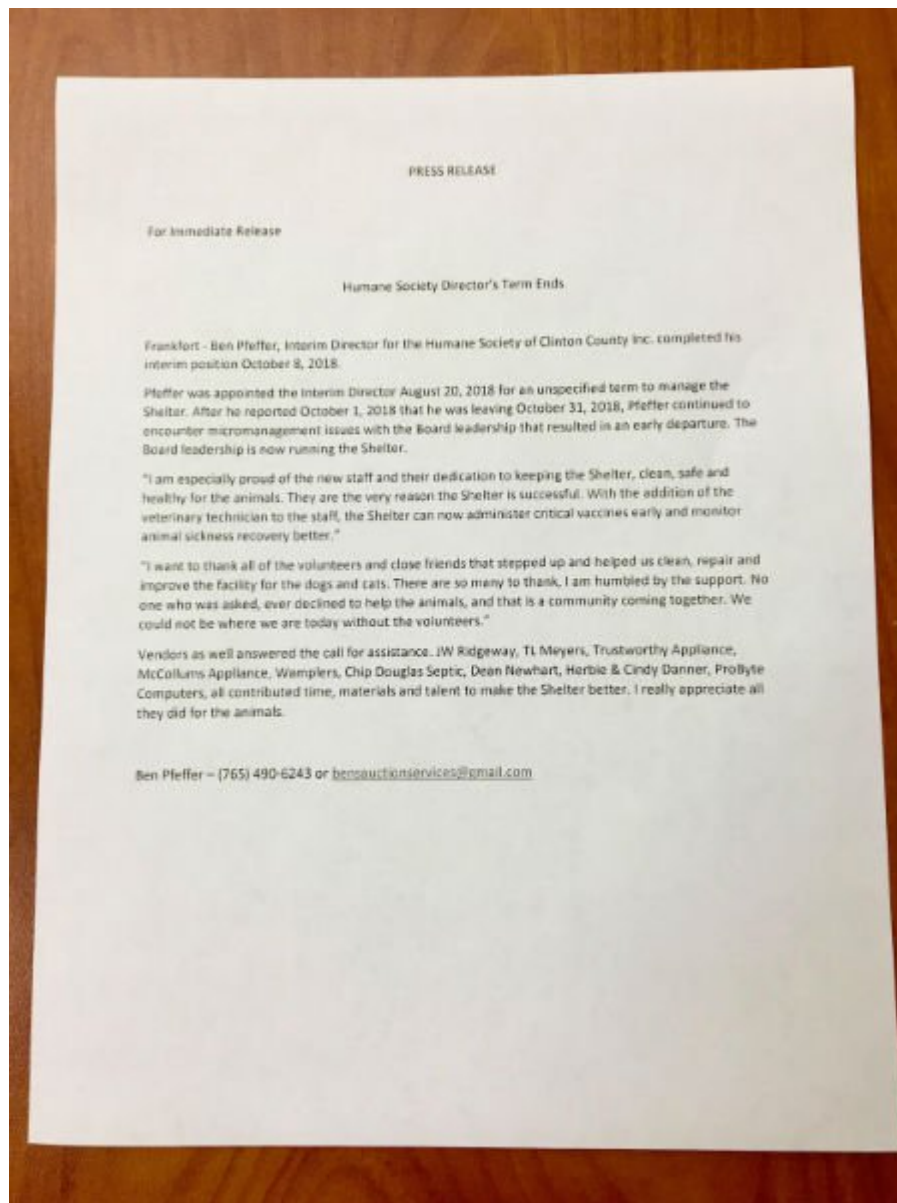 PRESS RELEASE
For Immediate Release
Humane Society Director's Term Ends
Frankfort - Ben Pfeffer, Interim Director for the Humane Society of Clinton County Inc. completed his
interim position October 8, 2018.
Pfeffer was appointed the Interim Director August 20, 2018 for an unspecified term to manage the
Shelter. After he reported October 1, 2018 that he was leaving October 31, 2018, Pfeffer continued to
encounter micromanagement issues with the Board leadership that resulted in an early departure. The
Board leadership is now running the Shelter.
"I am especially proud of the new staff and their dedication to keeping the Shelter, clean, safe and
healthy for the animals. They are the very reason the Shelter is successful. With the addition of the
veterinary technician to the staff, the Shelter can now administer critical vaccines early and monitor
animal sickness recovery better."
"I want to thank all of the volunteers and close friends that stepped up and helped us clean, repair and
improve the facility for the dogs and cats. There are so many to thank, I am humbled by the support. No
one who was asked, ever declined to help the animals, and that is a community coming together. We
could not be where we are today without the volunteers."
Vendors as well answered the call for assistance. JW Ridgeway, TL Meyers, Trustworthy Appliance,
McCollums Appliance, Wamplers, Chip Douglas Septic, Dean Newhart, Herbie & Cindy Danner, ProByte
Computers, all contributed time, materials and talent to make the Shelter better. I really appreciate all
they did for the animals.
Ben Pfeffer – (765) 490-6243 or bensauctionservices@gmail.com